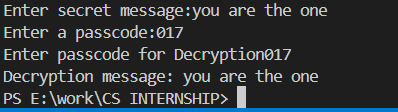 Enter secret message:you are the one
Enter a passcode:017
Enter passcode for Decryption017
Decryption message: you are the one
PS E:\work\CS INTERNSHIP>